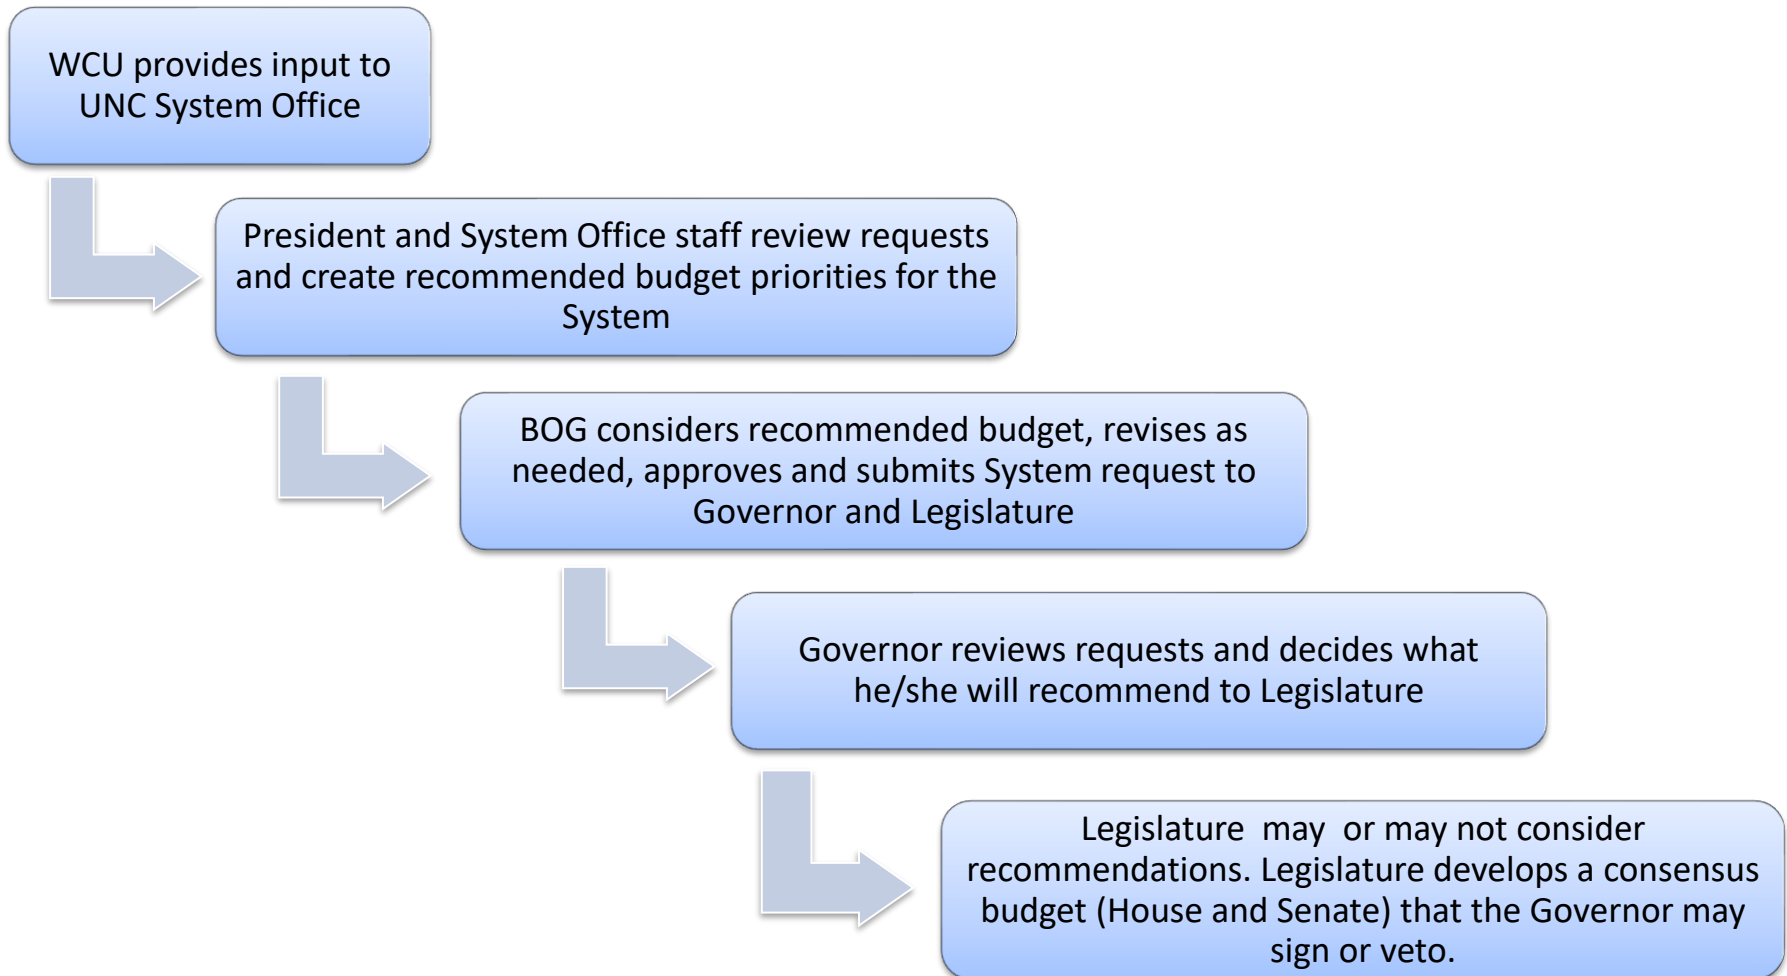 WCU provides input to
UNC System Office
President and System Office staff review requests
and create recommended budget priorities for the
System
BOG considers recommended budget, revises as
needed, approves and submits System request to
Governor and Legislature
Governor reviews requests and decides what
he/she will recommend to Legislature
Legislature  may  or may not consider
recommendations. Legislature develops a consensus
budget (House and Senate) that the Governor may
sign or veto.